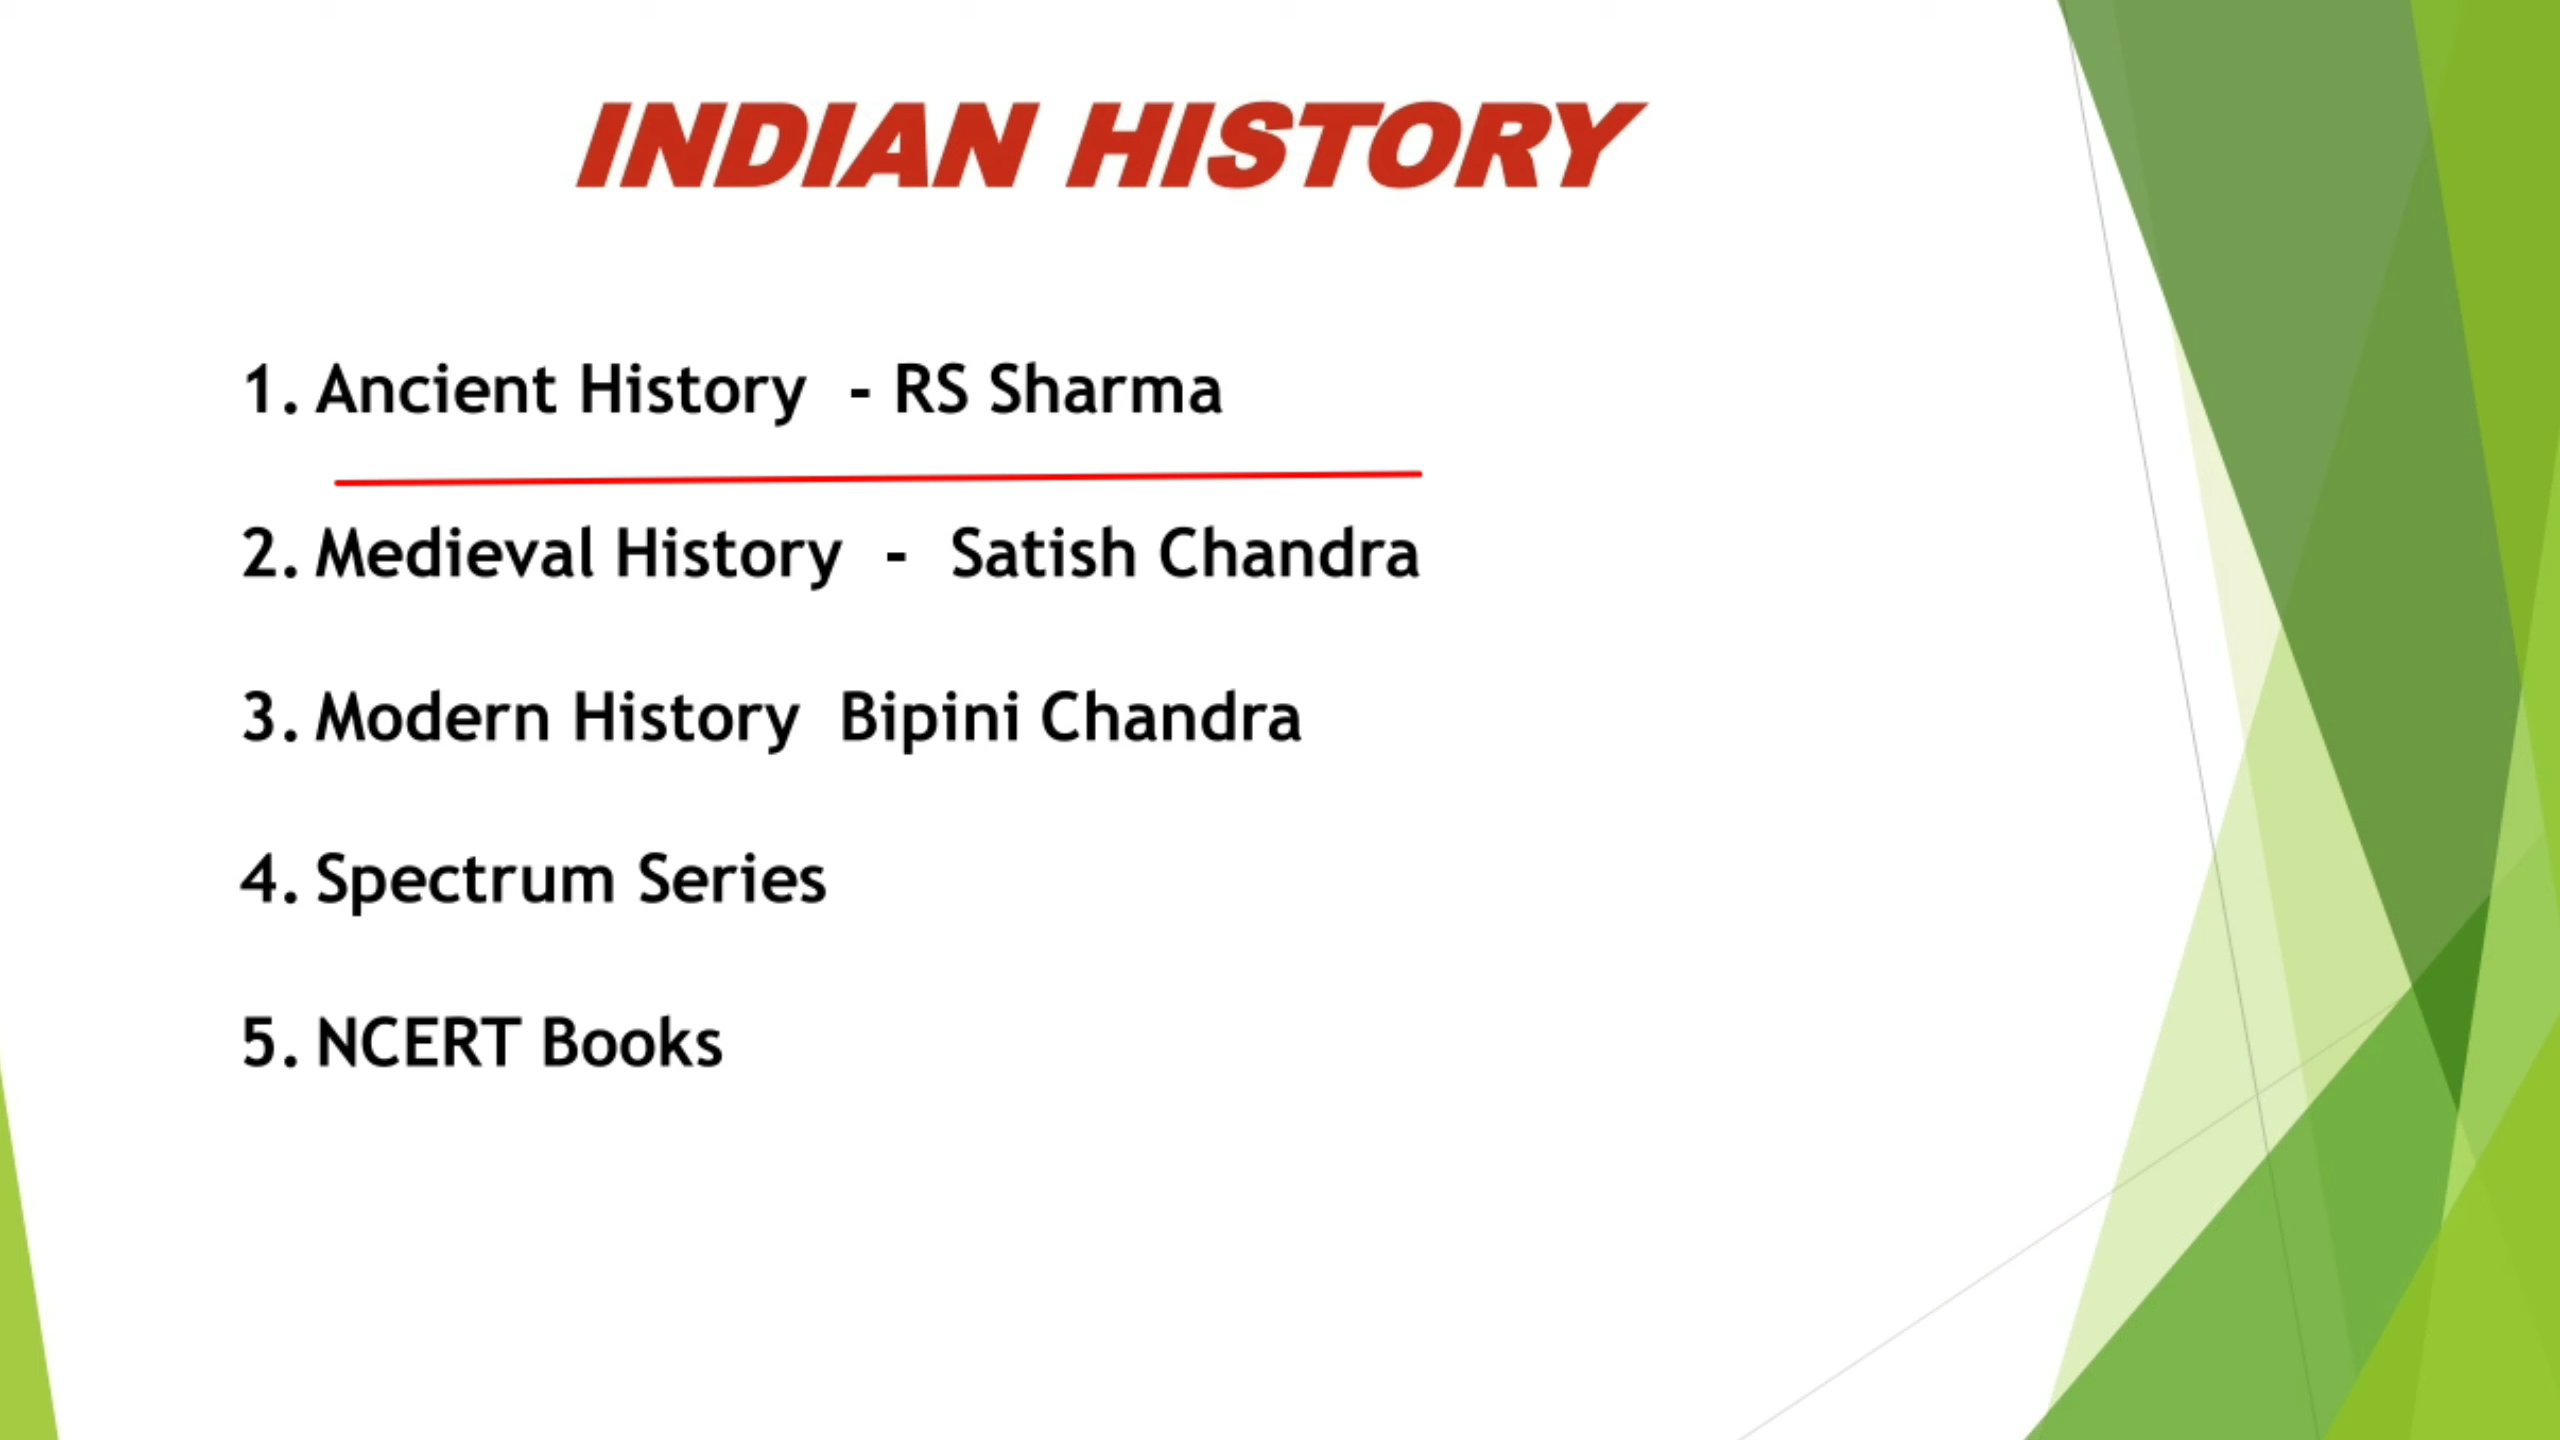 INDIAN HISTORY
1. Ancient History - RS Sharma
2. Medieval History - Satish Chandra
3. Modern History Bipini Chandra
4. Spectrum Series
5. NCERT Books